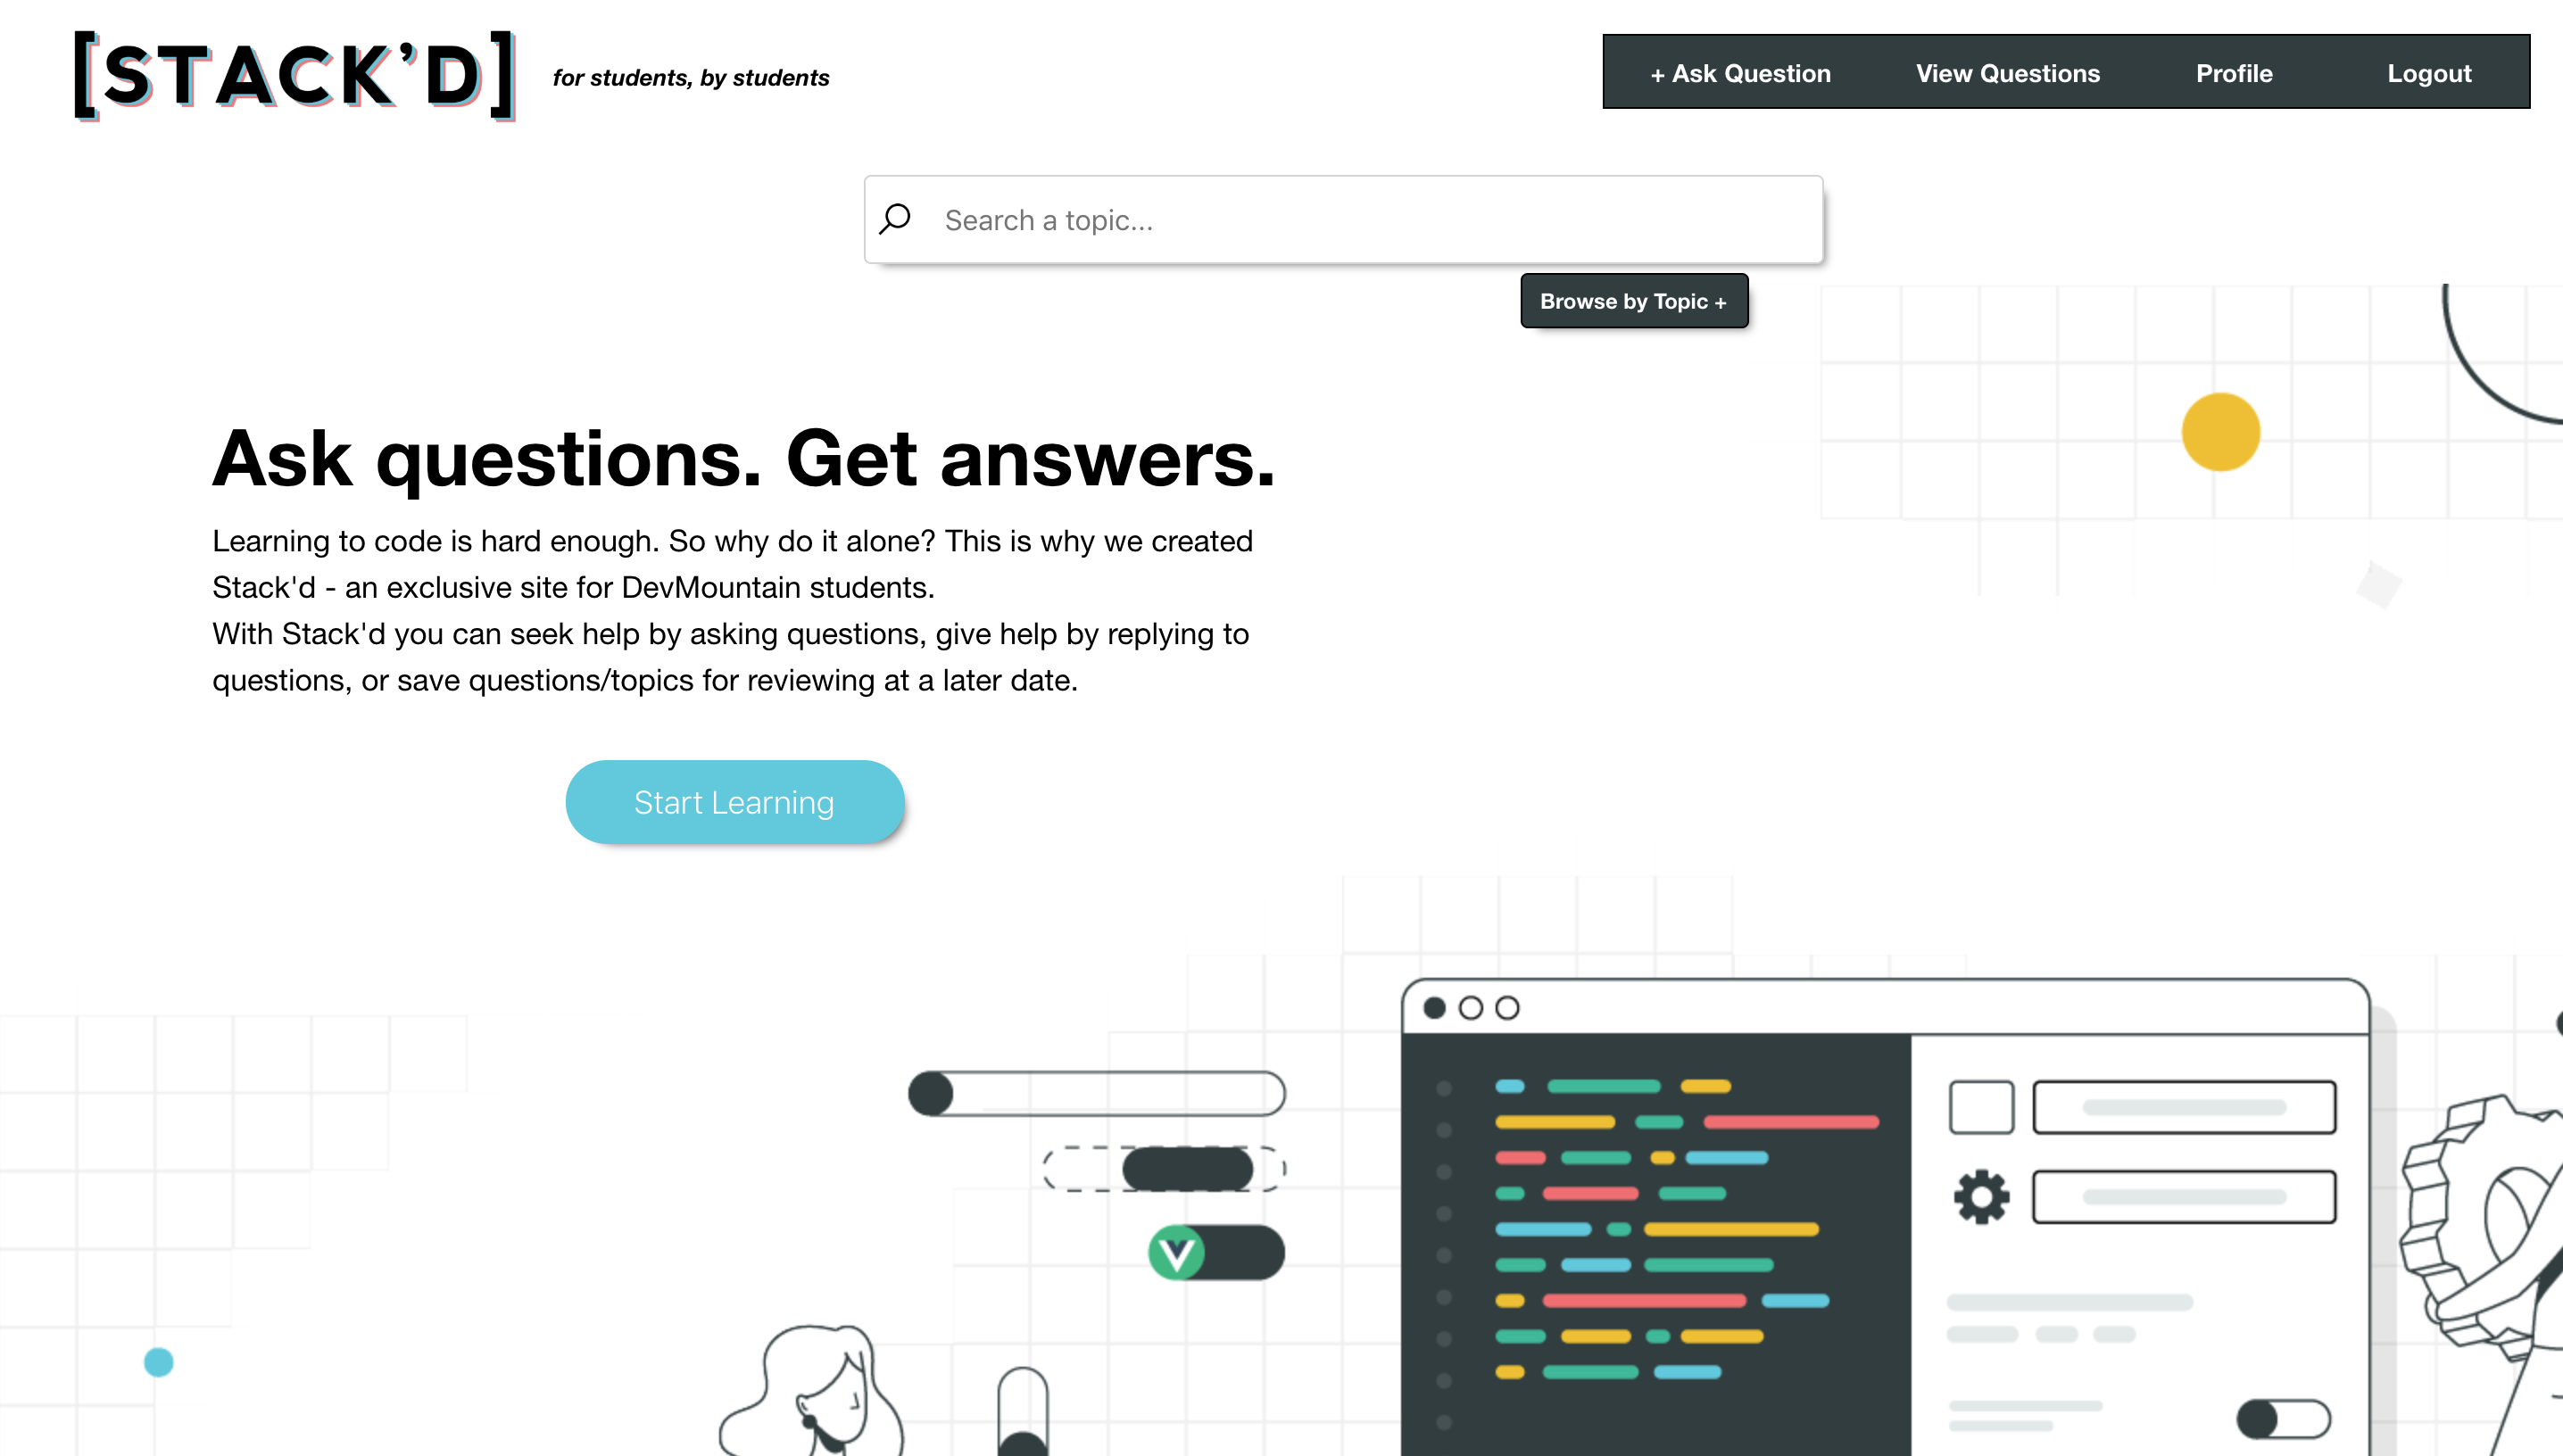 [STACK’D]
for students, by students
+ Ask Question
View Questions
Profile
Logout
Search a topic...
Browse by Topic +
Ask questions. Get answers.
Learning to code is hard enough. So why do it alone? This is why we created
Stack'd - an exclusive site for DevMountain students.
With Stack'd you can seek help by asking questions, give help by replying to
questions, or save questions/topics for reviewing at a later date.
Start Learning